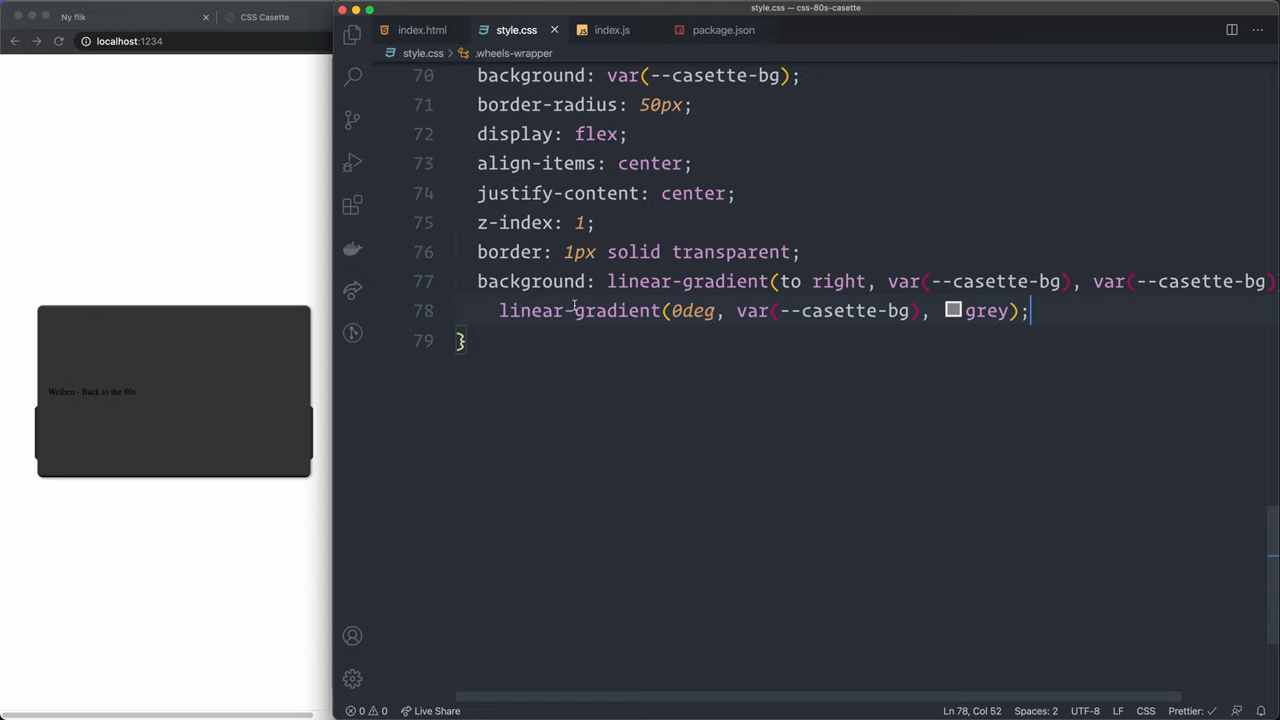 style.css — css-80s-casette
Ny flik
CSS Casette
index.html
style.css
JS index.js
package.json
localhost:1234
style.css
.wheels-wrapper
70 background: var(--casette-bg);
71 border-radius: 50px;
72 display: flex;
73 align-items: center;
74 justify-content: center;
75 z-index: 1;
76 border: 1px solid transparent;
77 background: linear-gradient(to right, var(--casette-bg), var(--casette-bg)
78 linear-gradient(0deg, var(--casette-bg), grey);
79 }
Weiben - Back to the 80s
0 0
Live Share
Ln 78, Col 52
Spaces: 2
UTF-8
LF
CSS
Prettier: ✓